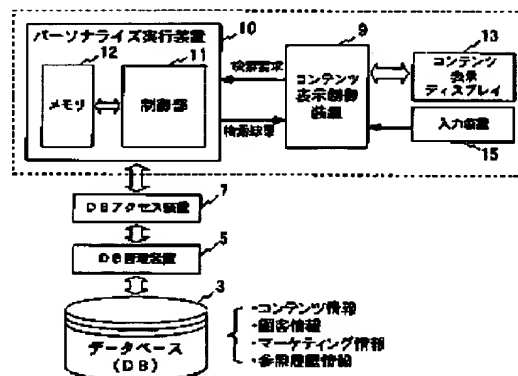 パーソナライズ実行装置
10
12
11
メモリ
制御部
検索要求
検索結果
9
コンテンツ
表示制御
装置
13
コンテンツ
表示
ディスプレイ
入力装置
15
7
DBアクセス装置
5
DB管理装置
3
データベース
(DB)
・コンテンツ情報
・顧客情報
・マーケティング情報
・参照履歴情報